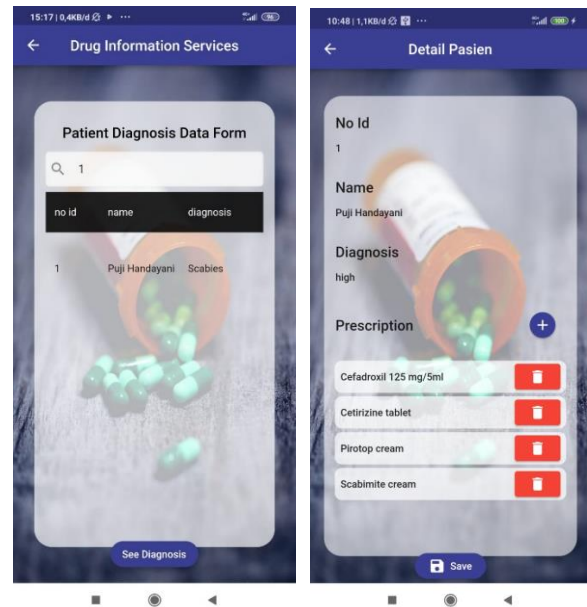 15:17 | 0,4KB/d
Drug Information Services
Patient Diagnosis Data Form
1
no id name diagnosis
1 Puji Handayani Scabies
See Diagnosis
10:48 | 1,1KB/d
Detail Pasien
No Id
1
Name
Puji Handayani
Diagnosis
high
Prescription
Cefadroxil 125 mg/5ml
Cetirizine tablet
Pirotop cream
Scabimite cream
Save